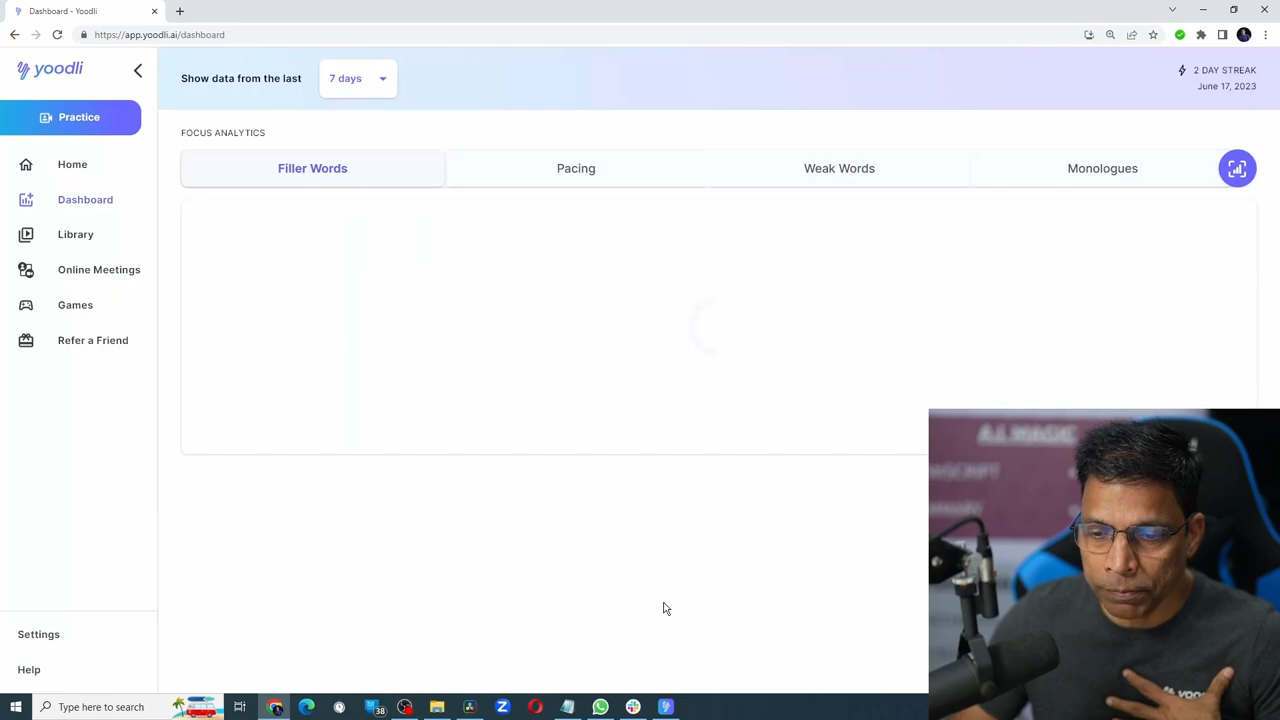 Dashboard - Yoodli
https://app.yoodli.ai/dashboard
yoodli
Show data from the last
7 days
2 DAY STREAK
June 17, 2023
Practice
FOCUS ANALYTICS
Filler Words
Pacing
Weak Words
Monologues
Home
Dashboard
Library
Online Meetings
Games
Refer a Friend
A.I. MAGIC
Settings
Help
Type here to search
38